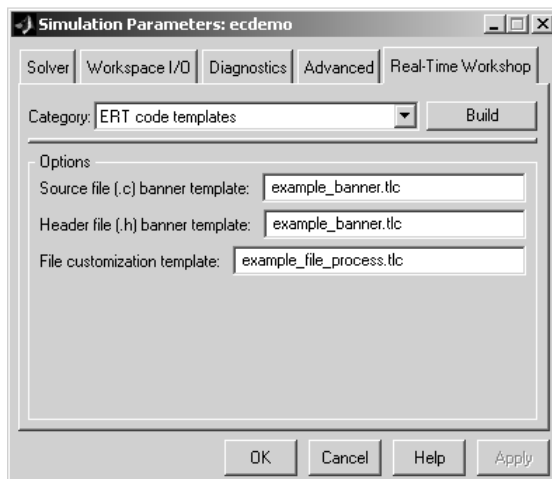 Simulation Parameters: ecdemo
Solver Workspace I/O Diagnostics Advanced Real-Time Workshop
Category: ERT code templates Build
Options
Source file (.c) banner template: example_banner.tlc
Header file (.h) banner template: example_banner.tlc
File customization template: example_file_process.tlc
OK Cancel Help Apply